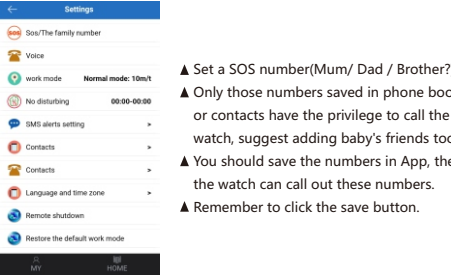 Settings
SOS Sos/The family number
Voice
work mode Normal mode: 10m/t
No disturbing 00:00-00:00
SMS alerts setting >
Contacts >
Contacts >
Language and time zone >
Remote shutdown
Restore the default work mode
MY HOME
▲ Set a SOS number(Mum/ Dad / Brother?
▲ Only those numbers saved in phone boo
or contacts have the privilege to call the
watch, suggest adding baby's friends too
▲ You should save the numbers in App, the
the watch can call out these numbers.
▲ Remember to click the save button.